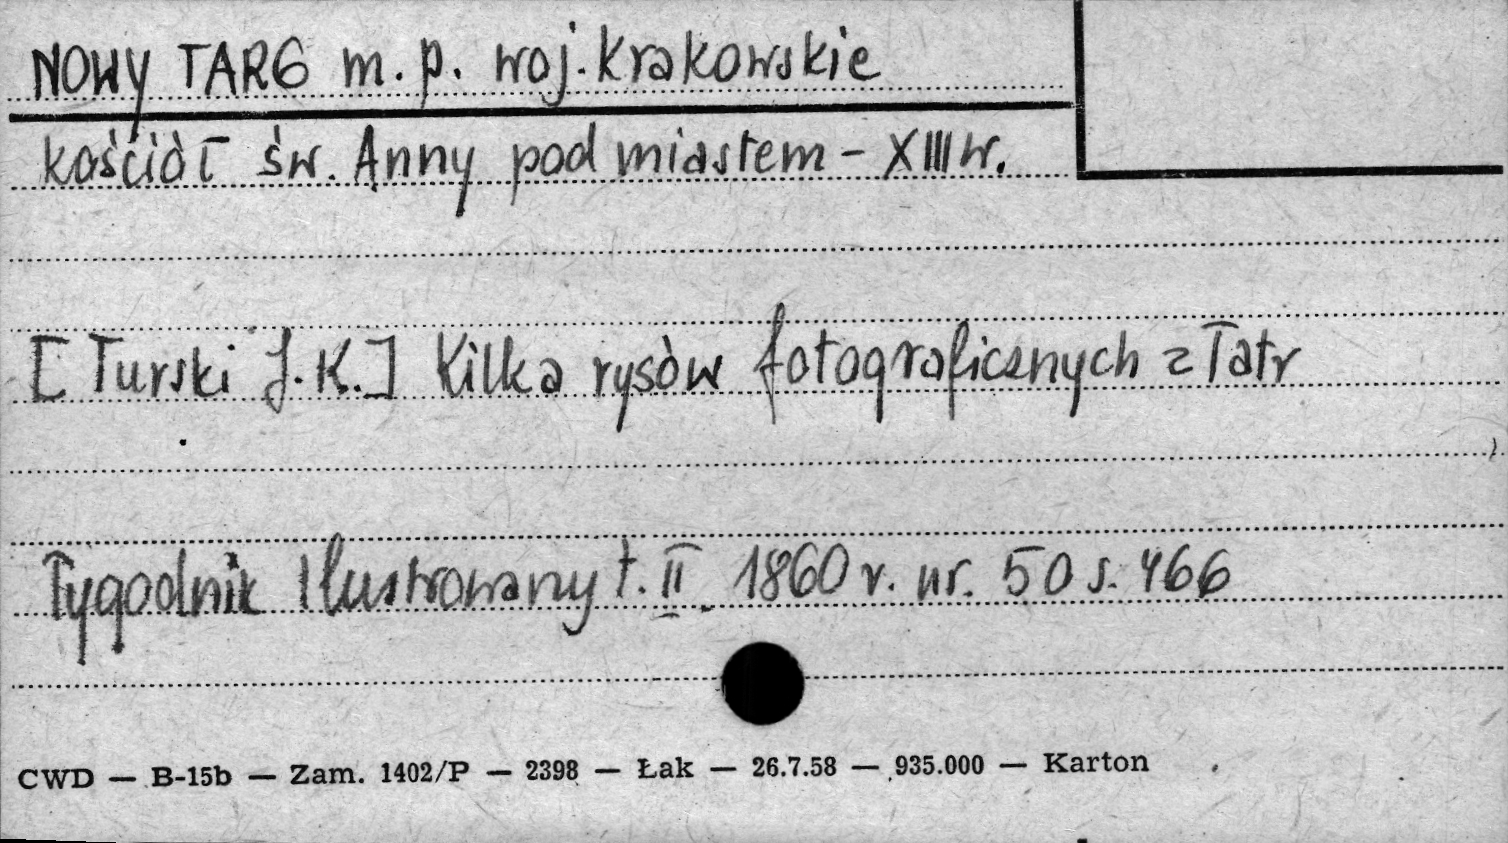 NOWY TARG m. p. woj. krakowskie
kościół św. Anny pod miastem - XIII w.
[Turski J. K.] Kilka rysów fotograficznych z Tatr
Tygodnik Ilustrowany t. II 1860 r. nr. 50 s. 466
CWD — B-15b — Zam. 1402/P — 2398 — Łak — 26.7.58 — 935.000 — Karton